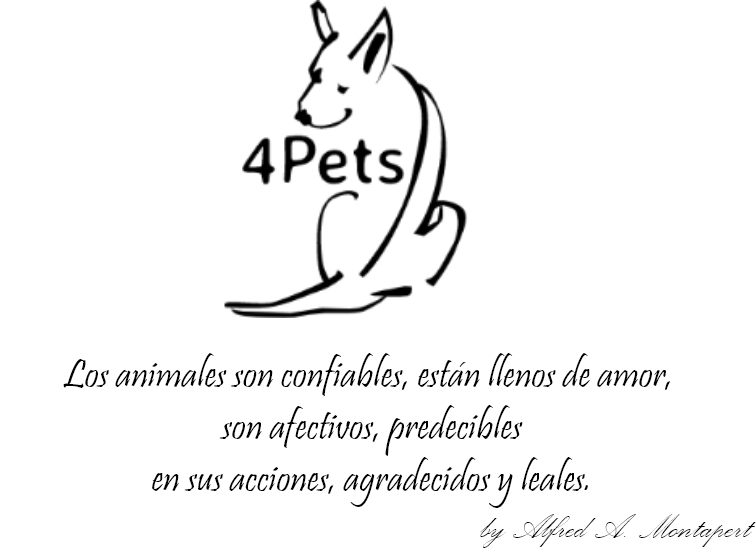 4Pets
Los animales son confiables, están llenos de amor,
son afectivos, predecibles
en sus acciones, agradecidos y leales.
by Alfred A. Montapert